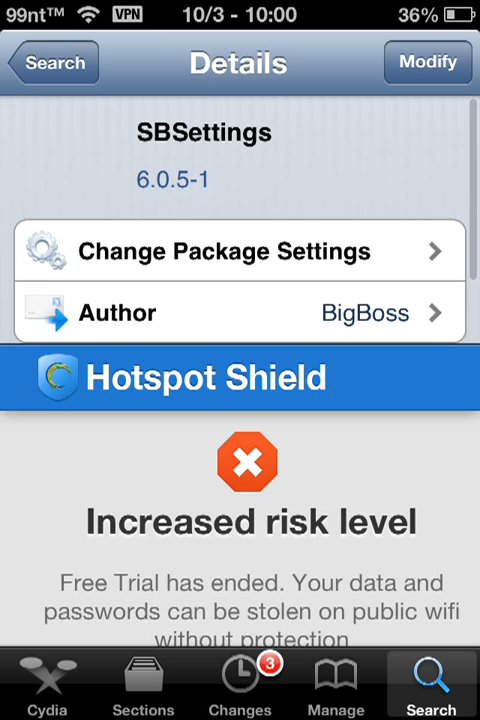 99nt™ VPN 10/3 - 10:00 36%
Search Details Modify
SBSettings
6.0.5-1
Change Package Settings
Author BigBoss
Hotspot Shield
Increased risk level
Free Trial has ended. Your data and
passwords can be stolen on public wifi
without protection
3
Cydia Sections Changes Manage Search